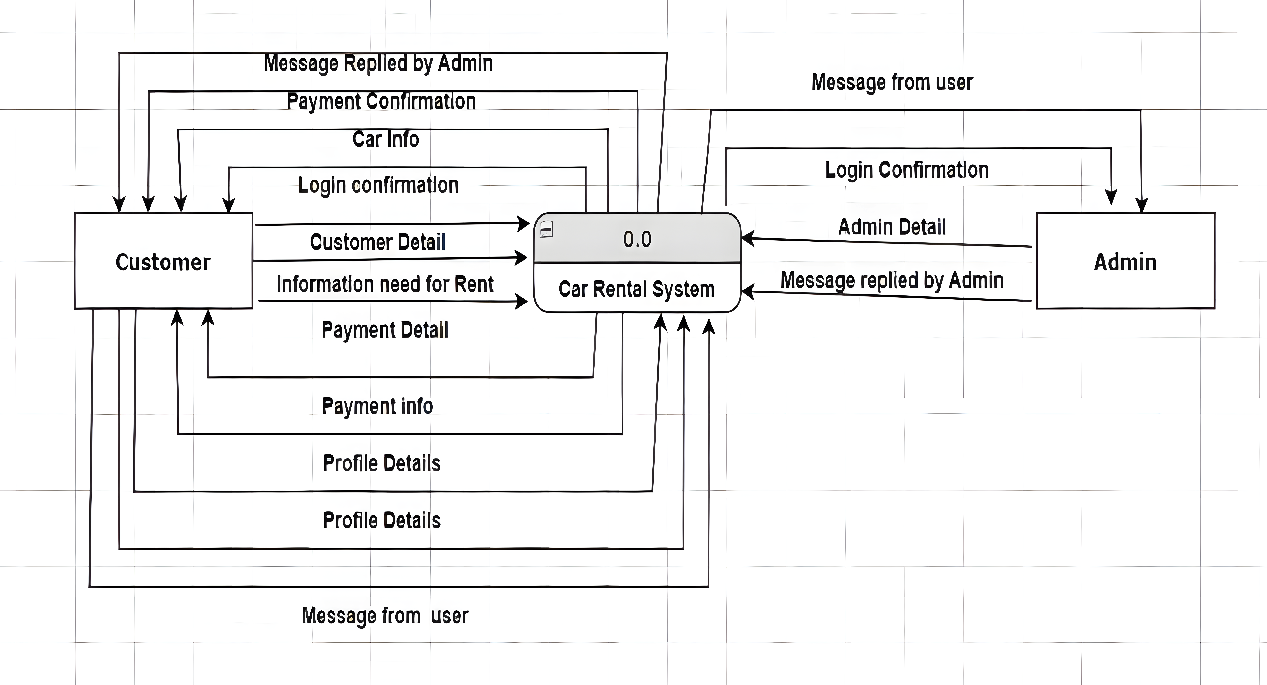 Message Replied by Admin
Payment Confirmation
Car Info
Login confirmation
Customer Detail
Information need for Rent
Payment Detail
Payment info
Profile Details
Profile Details
Message from user
Customer
0.0
Car Rental System
Message from user
Login Confirmation
Admin Detail
Message replied by Admin
Admin